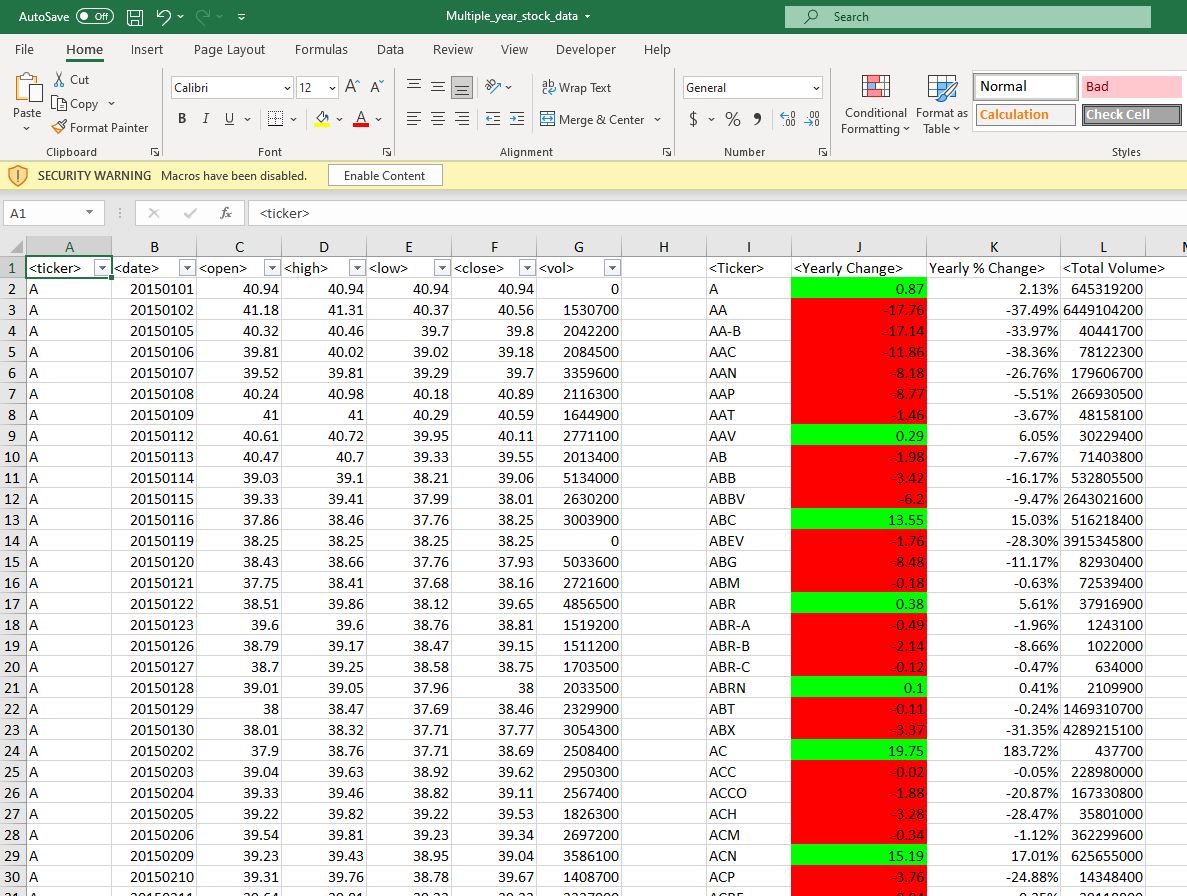 AutoSave Off Multiple_year_stock_data Search
File Home Insert Page Layout Formulas Data Review View Developer Help
Cut
Copy
Format Painter
Paste
Clipboard
Calibri 12 A A
B I U A
Font
ab Wrap Text
Merge & Center
Alignment
General
$ % 9
Number
Conditional Formatting
Format as Table
Normal Bad
Calculation Check Cell
Styles
SECURITY WARNING Macros have been disabled. Enable Content
A1 fx <ticker>
A B C D E F G H I J K L
1 <ticker> <date> <open> <high> <low> <close> <vol> <Ticker> <Yearly Change> Yearly % Change> <Total Volume>
2 A 20150101 40.94 40.94 40.94 40.94 0 A 0.87 2.13% 645319200
3 A 20150102 41.18 41.31 40.37 40.56 1530700 AA -17.76 -37.49% 6449104200
4 A 20150105 40.32 40.46 39.7 39.8 2042200 AA-B -17.14 -33.97% 40441700
5 A 20150106 39.81 40.02 39.02 39.18 2084500 AAC -11.86 -38.36% 78122300
6 A 20150107 39.52 39.81 39.29 39.7 3359600 AAN -8.18 -26.76% 179606700
7 A 20150108 40.24 40.98 40.18 40.89 2116300 AAP -8.77 -5.51% 266930500
8 A 20150109 41 41 40.29 40.59 1644900 AAT -1.46 -3.67% 48158100
9 A 20150112 40.61 40.72 39.95 40.11 2771100 AAV 0.29 6.05% 30229400
10 A 20150113 40.47 40.7 39.33 39.55 2013400 AB -1.98 -7.67% 71403800
11 A 20150114 39.03 39.1 38.21 39.06 5134000 ABB -3.42 -16.17% 532805500
12 A 20150115 39.33 39.41 37.99 38.01 2630200 ABBV -6.2 -9.47% 2643021600
13 A 20150116 37.86 38.46 37.76 38.25 3003900 ABC 13.55 15.03% 516218400
14 A 20150119 38.25 38.25 38.25 38.25 0 ABEV -1.76 -28.30% 3915345800
15 A 20150120 38.43 38.66 37.76 37.93 5033600 ABG -8.48 -11.17% 82930400
16 A 20150121 37.75 38.41 37.68 38.16 2721600 ABM -0.18 -0.63% 72539400
17 A 20150122 38.51 39.86 38.12 39.65 4856500 ABR 0.38 5.61% 37916900
18 A 20150123 39.6 39.6 38.76 38.81 1519200 ABR-A -0.49 -1.96% 1243100
19 A 20150126 38.79 39.17 38.47 39.15 1511200 ABR-B -2.14 -8.66% 1022000
20 A 20150127 38.7 39.25 38.58 38.75 1703500 ABR-C -0.12 -0.47% 634000
21 A 20150128 39.01 39.05 37.96 38 2033500 ABRN 0.1 0.41% 2109900
22 A 20150129 38 38.47 37.69 38.46 2329900 ABT -0.11 -0.24% 1469310700
23 A 20150130 38.01 38.32 37.71 37.77 3054300 ABX -3.37 -31.35% 4289215100
24 A 20150202 37.9 38.76 37.71 38.69 2508400 AC 19.75 183.72% 437700
25 A 20150203 39.04 39.63 38.92 39.62 2950300 ACC -0.02 -0.05% 228980000
26 A 20150204 39.33 39.46 38.82 39.11 2567400 ACCO -1.88 -20.87% 167330800
27 A 20150205 39.22 39.82 39.22 39.53 1826300 ACH -3.28 -28.47% 35801000
28 A 20150206 39.54 39.81 39.23 39.34 2697200 ACM -0.34 -1.12% 362299600
29 A 20150209 39.23 39.43 38.95 39.04 3586100 ACN 15.19 17.01% 625655000
30 A 20150210 39.31 39.76 38.78 39.67 1408700 ACP -3.76 -24.88% 14348400